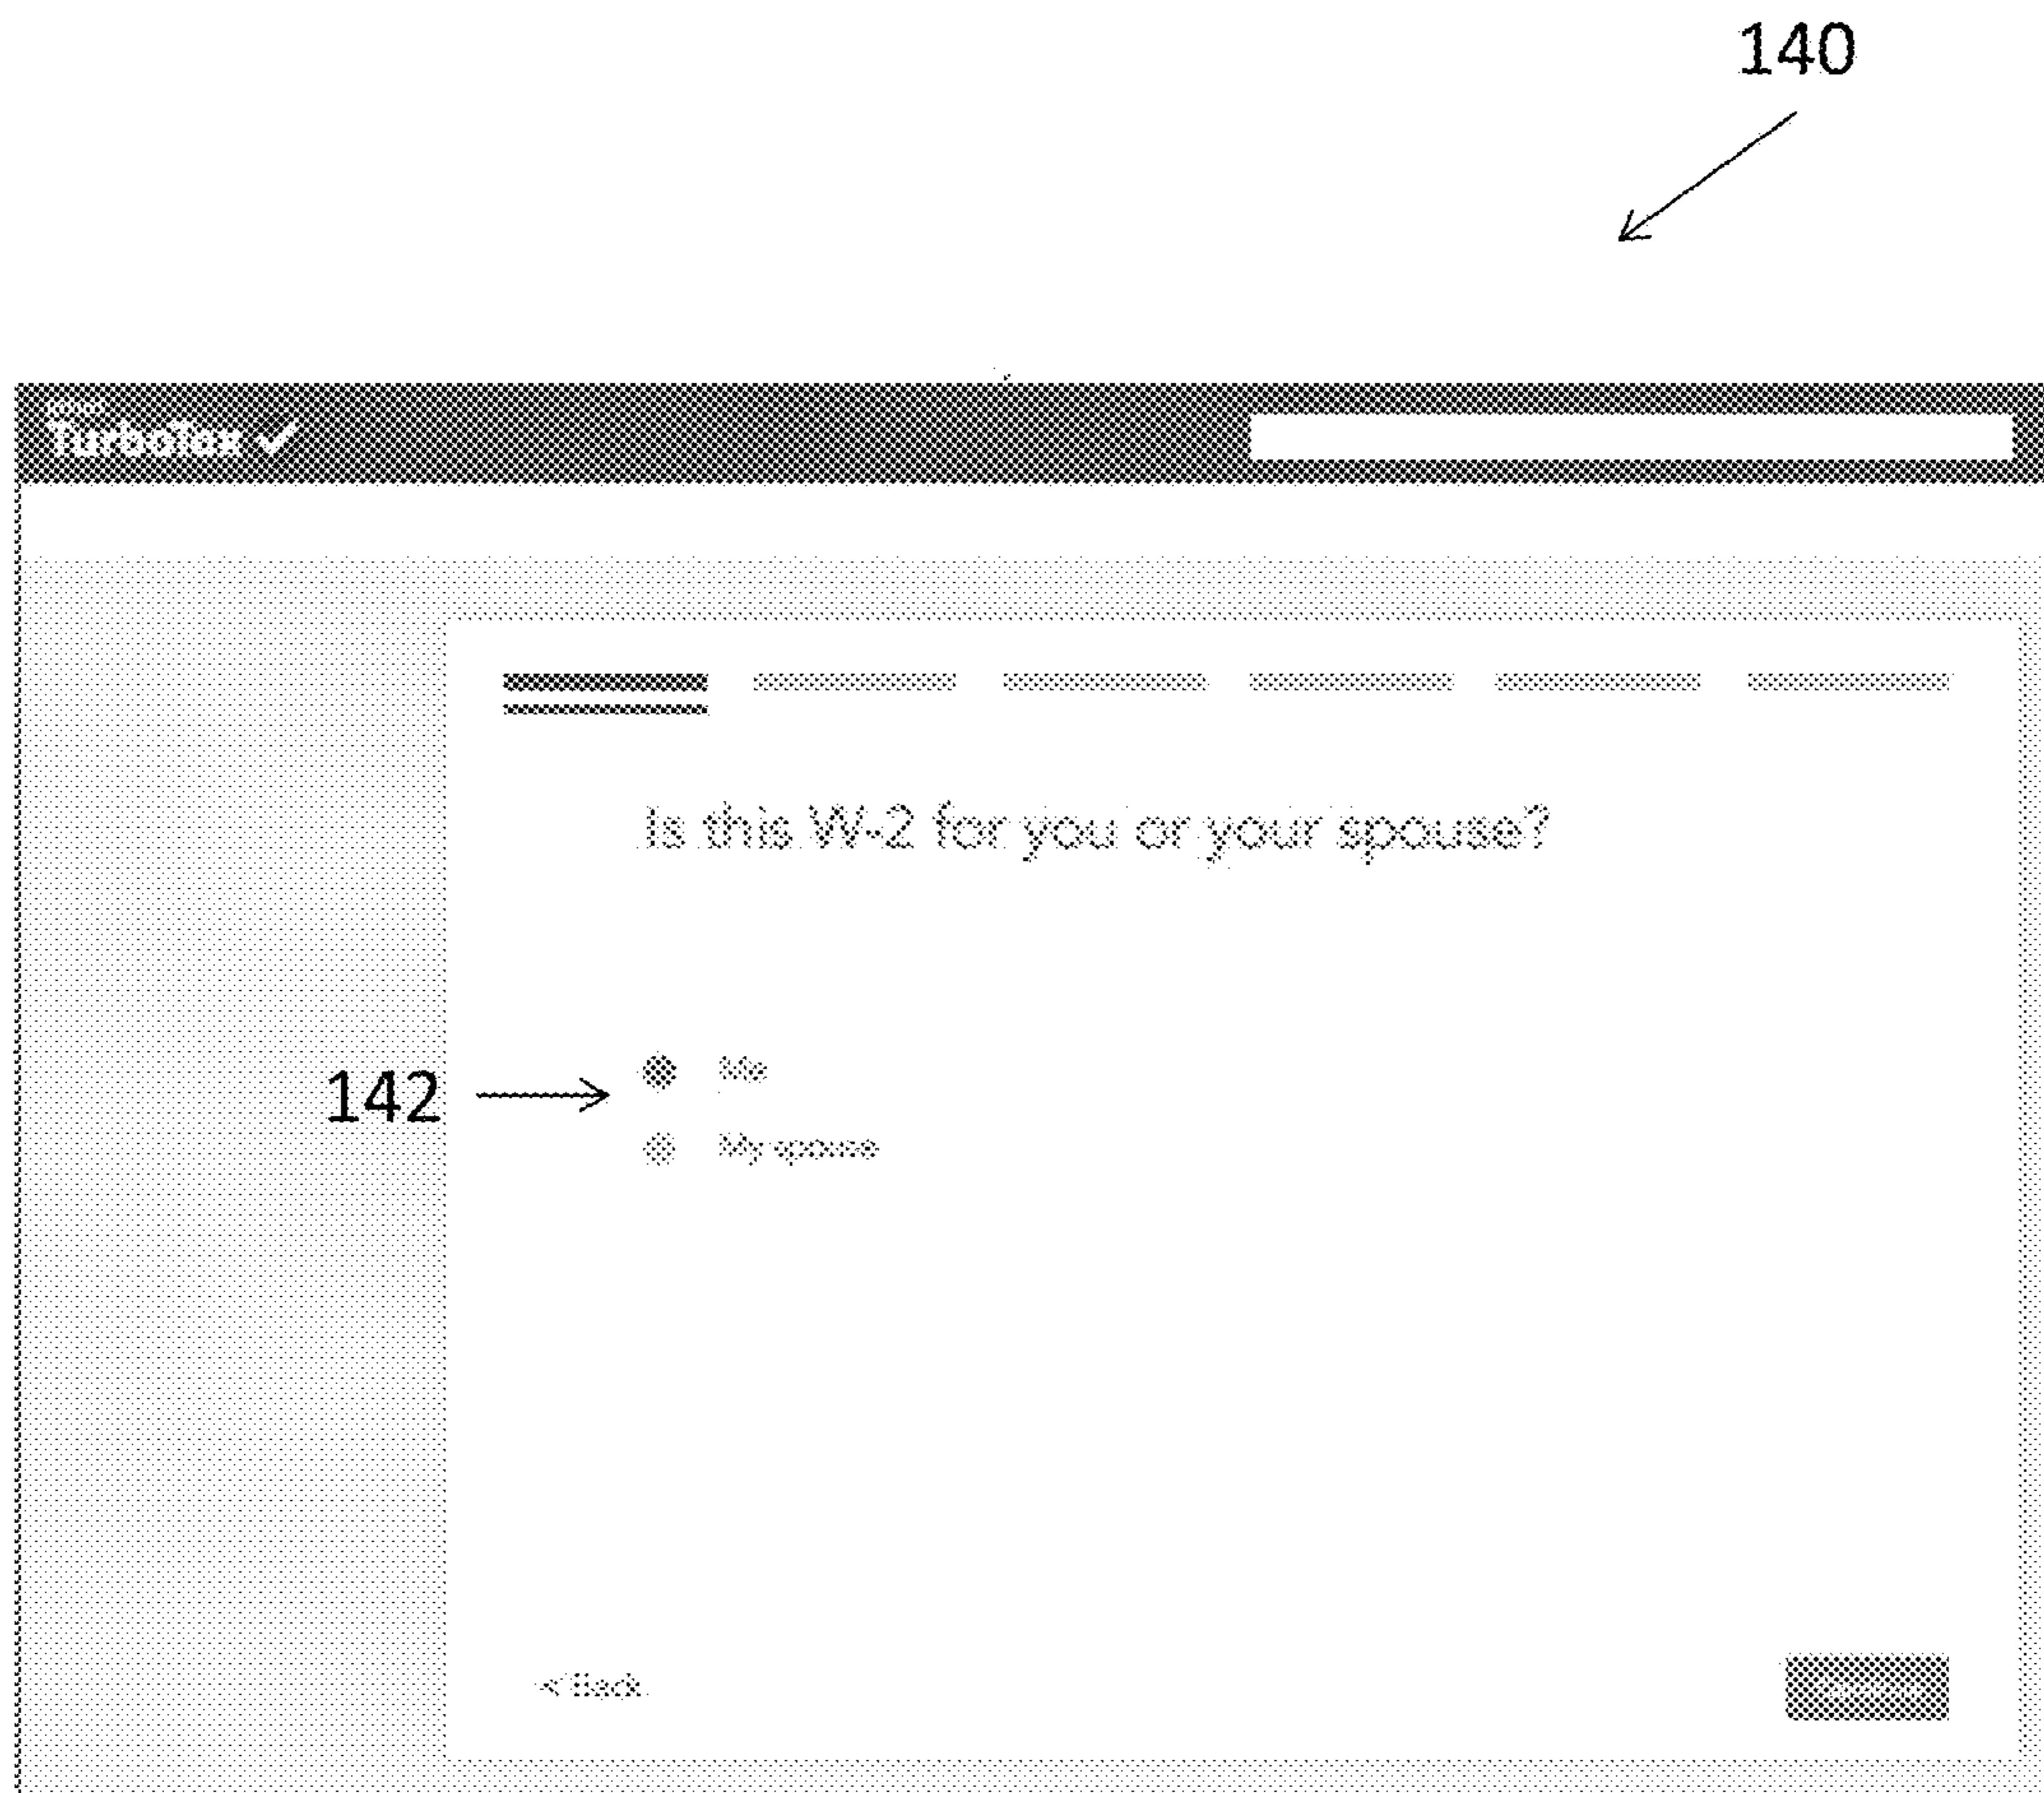 140
TurboTax
Is this W-2 for you or your spouse?
Me
142
My spouse
< Back